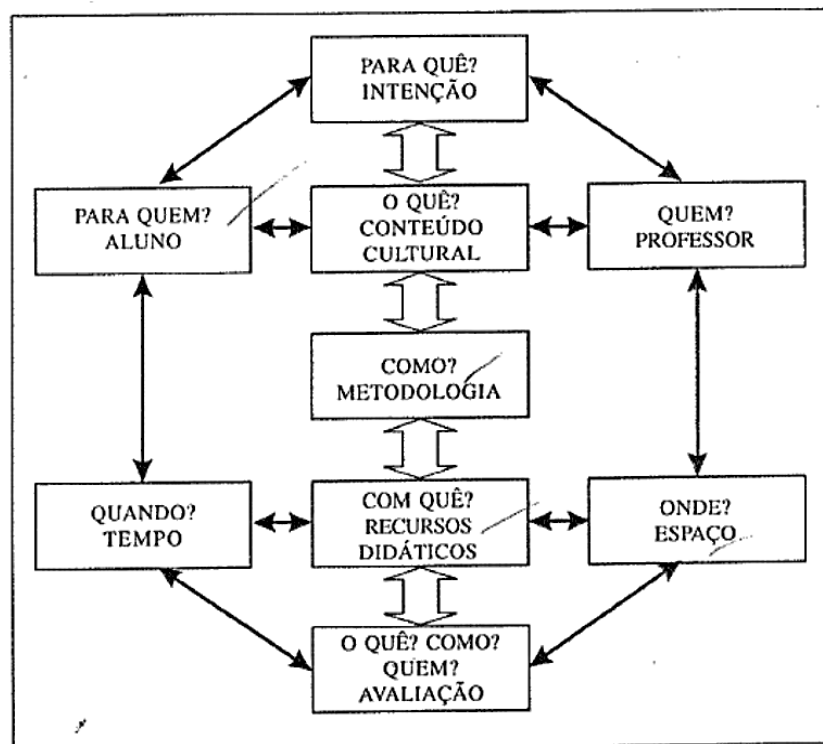 PARA QUÊ?
INTENÇÃO
PARA QUEM?
ALUNO
O QUÊ?
CONTEÚDO
CULTURAL
QUEM?
PROFESSOR
COMO?
METODOLOGIA
QUANDO?
TEMPO
COM QUÊ?
RECURSOS
DIDÁTICOS
ONDE?
ESPAÇO
O QUÊ? COMO?
QUEM?
AVALIAÇÃO